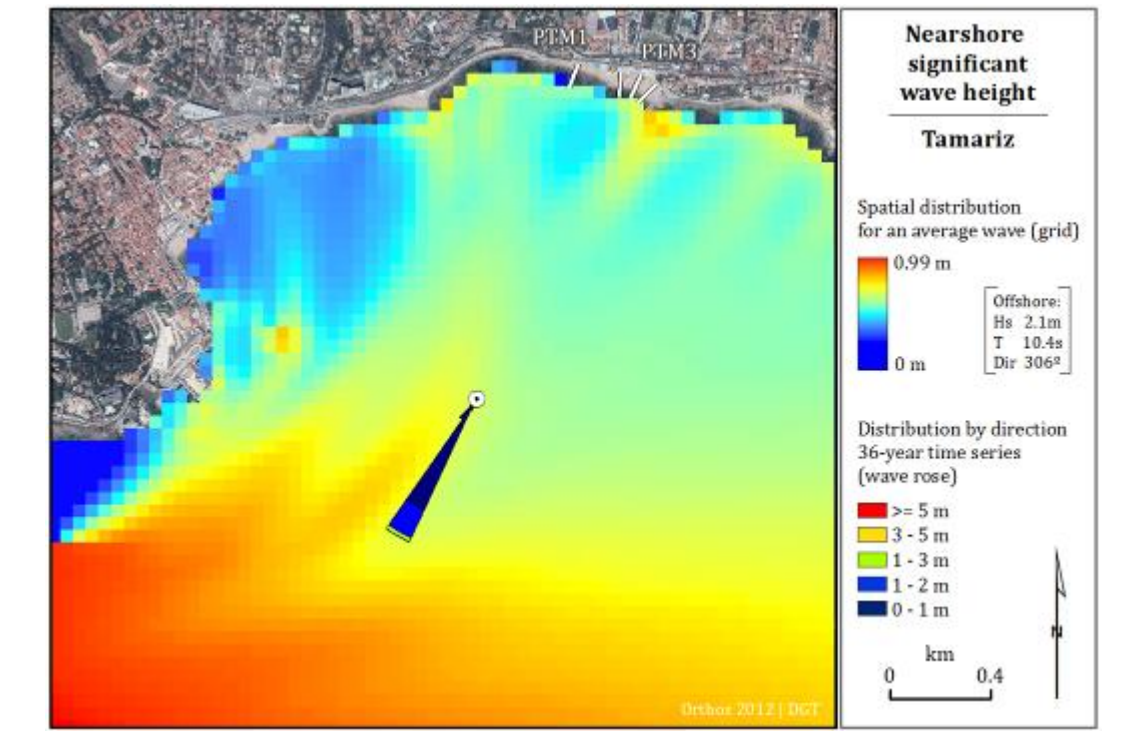 PTM1
PTM3
Orthos 2012 | DGT
Nearshore
significant
wave height
Tamariz
Spatial distribution
for an average wave (grid)
0.99 m
0 m
Offshore:
Hs 2.1m
T 10.4s
Dir 306º
Distribution by direction
36-year time series
(wave rose)
>= 5 m
3 - 5 m
1 - 3 m
1 - 2 m
0 - 1 m
N
km
0 0.4